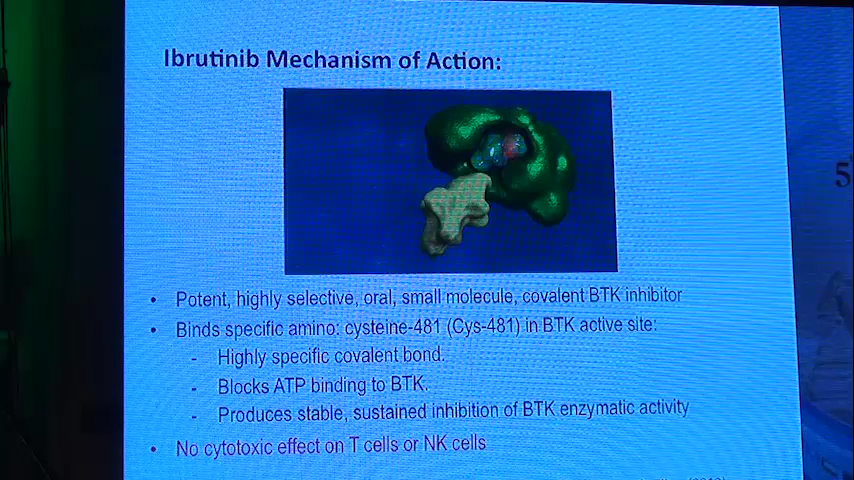 Ibrutinib Mechanism of Action:
• Potent, highly selective, oral, small molecule, covalent BTK inhibitor
• Binds specific amino: cysteine-481 (Cys-481) in BTK active site:
- Highly specific covalent bond.
- Blocks ATP binding to BTK.
- Produces stable, sustained inhibition of BTK enzymatic activity
• No cytotoxic effect on T cells or NK cells
5